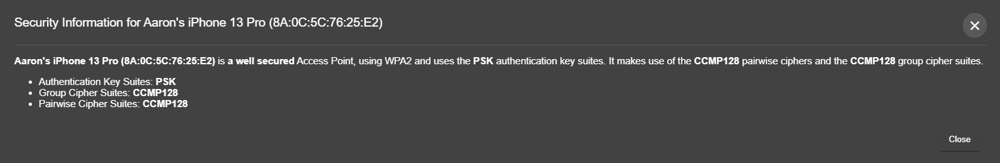 Security Information for Aaron's iPhone 13 Pro (8A:0C:5C:76:25:E2)
Aaron's iPhone 13 Pro (8A:0C:5C:76:25:E2) is a well secured Access Point, using WPA2 and uses the PSK authentication key suites. It makes use of the CCMP128 pairwise ciphers and the CCMP128 group cipher suites.
• Authentication Key Suites: PSK
• Group Cipher Suites: CCMP128
• Pairwise Cipher Suites: CCMP128
Close